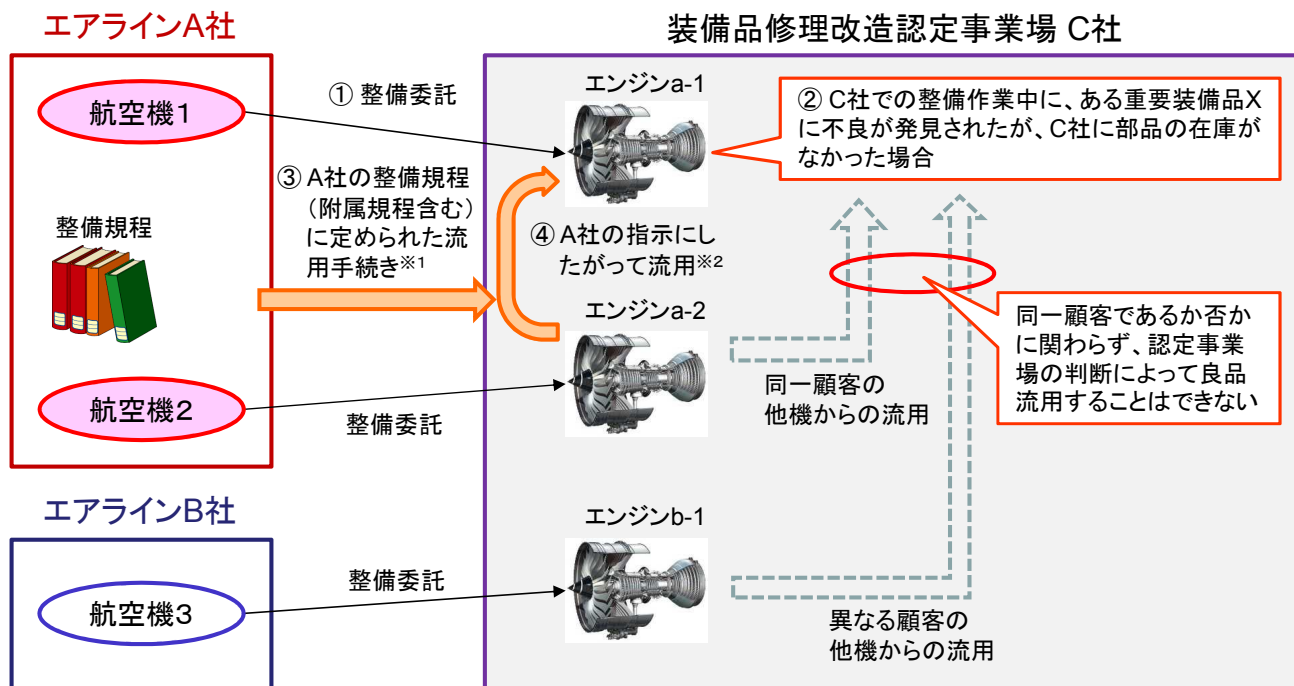 エアラインA社
装備品修理改造認定事業場 C社
航空機1
① 整備委託
エンジンa-1
② C社での整備作業中に、ある重要装備品X
に不良が発見されたが、C社に部品の在庫が
なかった場合
整備規程
③ A社の整備規程
(附属規程含む)
に定められた流
用手続き※1
④ A社の指示にし
たがって流用※2
エンジンa-2
同一顧客の
他機からの流用
同一顧客であるか否か
に関わらず、認定事業
場の判断によって良品
流用することはできない
航空機2
整備委託
エアラインB社
エンジンb-1
航空機3
整備委託
異なる顧客の
他機からの流用